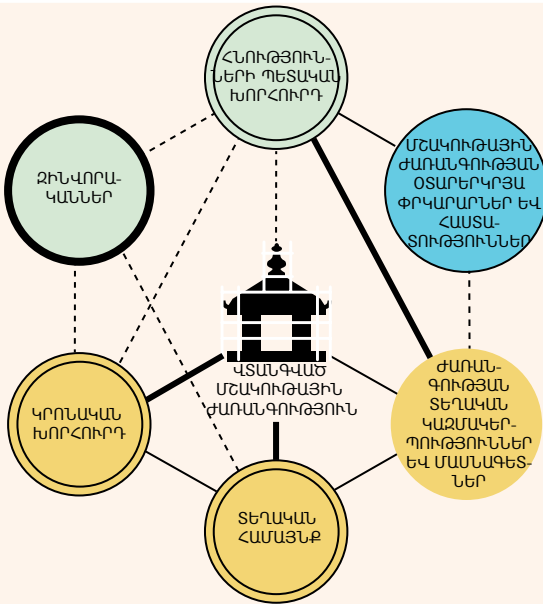 ՀՆՈՒԹՅՈՒՆ-
ՆԵՐԻ ՊԵՏԱԿԱՆ
ԽՈՐՀՈՒՐԴ
ՄՇԱԿՈՒԹԱՅԻՆ
ԺԱՌԱՆԳՈՒԹՅԱՆ
ՕՏԱՐԵՐԿՐՅԱ
ՓՐԿԱՐԱՐՆԵՐ ԵՎ
ՀԱՍՏԱ-
ՏՈՒԹՅՈՒՆՆԵՐ
ԶԻՆՎՈՐԱ-
ԿԱՆՆԵՐ
ՎՏԱՆԳՎԱԾ
ՄՇԱԿՈՒԹԱՅԻՆ
ԺԱՌԱՆԳՈՒԹՅՈՒՆ
ԿՐՈՆԱԿԱՆ
ԽՈՐՀՈՒՐԴ
ԺԱՌԱՆ-
ԳՈՒԹՅԱՆ
ՏԵՂԱԿԱՆ
ԿԱԶՄԱԿԵՐ-
ՊՈՒԹՅՈՒՆՆԵՐ
ԵՎ ՄԱՍՆԱԳԵՏ-
ՆԵՐ
ՏԵՂԱԿԱՆ
ՀԱՄԱՅՆՔ